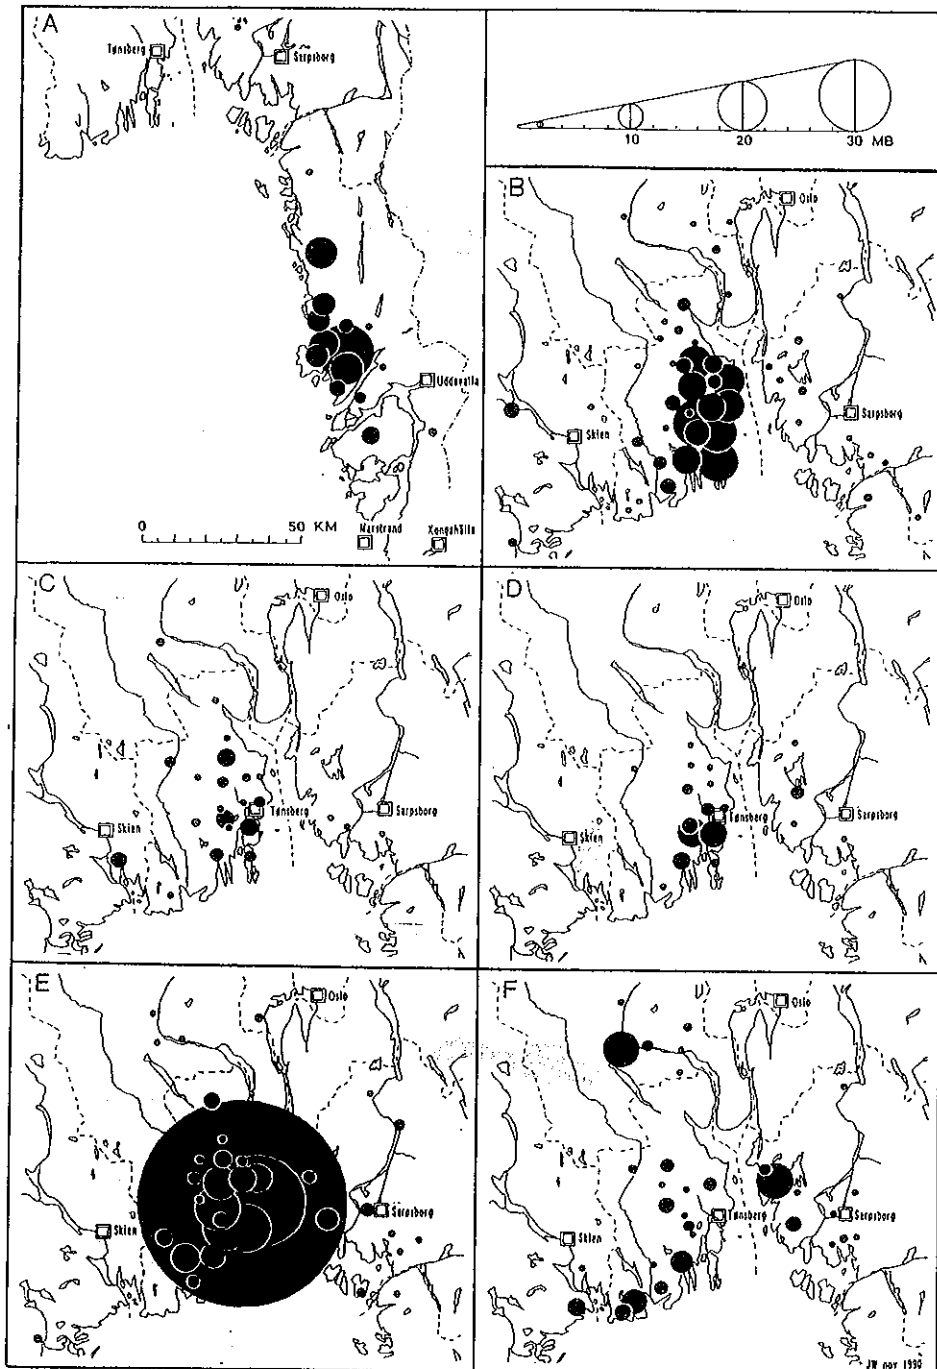 A
Tønsberg
Sarpsborg
Uddevalla
0 50 KM
Marstrand
Kongahälla
10 20 30 MB
B
Oslo
Skien
Sarpsborg
C
Oslo
Tønsberg
Skien
Sarpsborg
D
Oslo
Tønsberg
Skien
Sarpsborg
E
Oslo
Skien
Sarpsborg
F
Oslo
Tønsberg
Skien
Sarpsborg
JW nov 1990